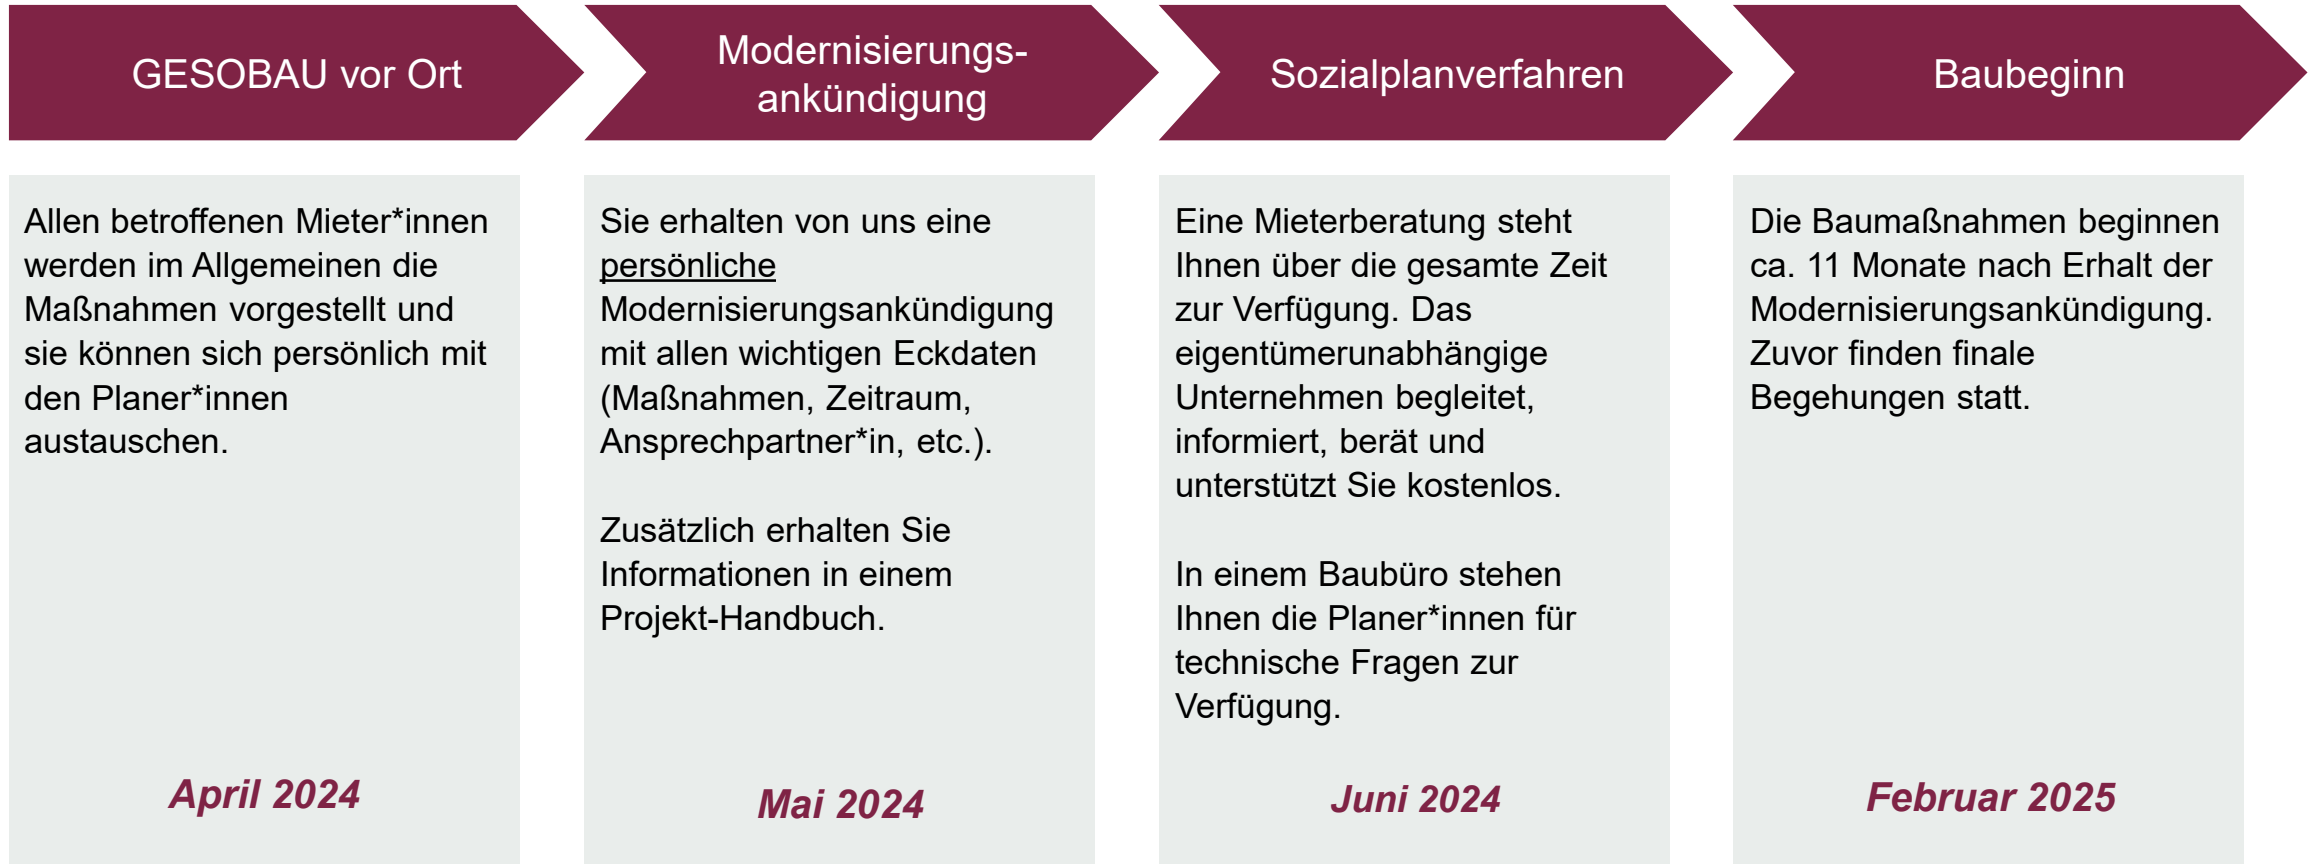 GESOBAU vor Ort
Modernisierungs-
ankündigung
Sozialplanverfahren
Baubeginn
Allen betroffenen Mieter*innen
werden im Allgemeinen die
Maßnahmen vorgestellt und
sie können sich persönlich mit
den Planer*innen
austauschen.
April 2024
Sie erhalten von uns eine
persönliche
Modernisierungsankündigung
mit allen wichtigen Eckdaten
(Maßnahmen, Zeitraum,
Ansprechpartner*in, etc.).
Zusätzlich erhalten Sie
Informationen in einem
Projekt-Handbuch.
Mai 2024
Eine Mieterberatung steht
Ihnen über die gesamte Zeit
zur Verfügung. Das
eigentümerunabhängige
Unternehmen begleitet,
informiert, berät und
unterstützt Sie kostenlos.
In einem Baubüro stehen
Ihnen die Planer*innen für
technische Fragen zur
Verfügung.
Juni 2024
Die Baumaßnahmen beginnen
ca. 11 Monate nach Erhalt der
Modernisierungsankündigung.
Zuvor finden finale
Begehungen statt.
Februar 2025